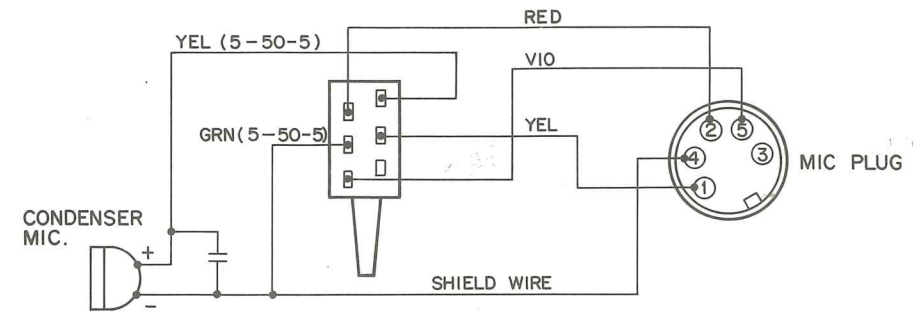 RED
YEL (5-50-5)
VIO
GRN(5-50-5)
YEL
2 5
4 3
1
MIC PLUG
CONDENSER
MIC.
+
-
SHIELD WIRE